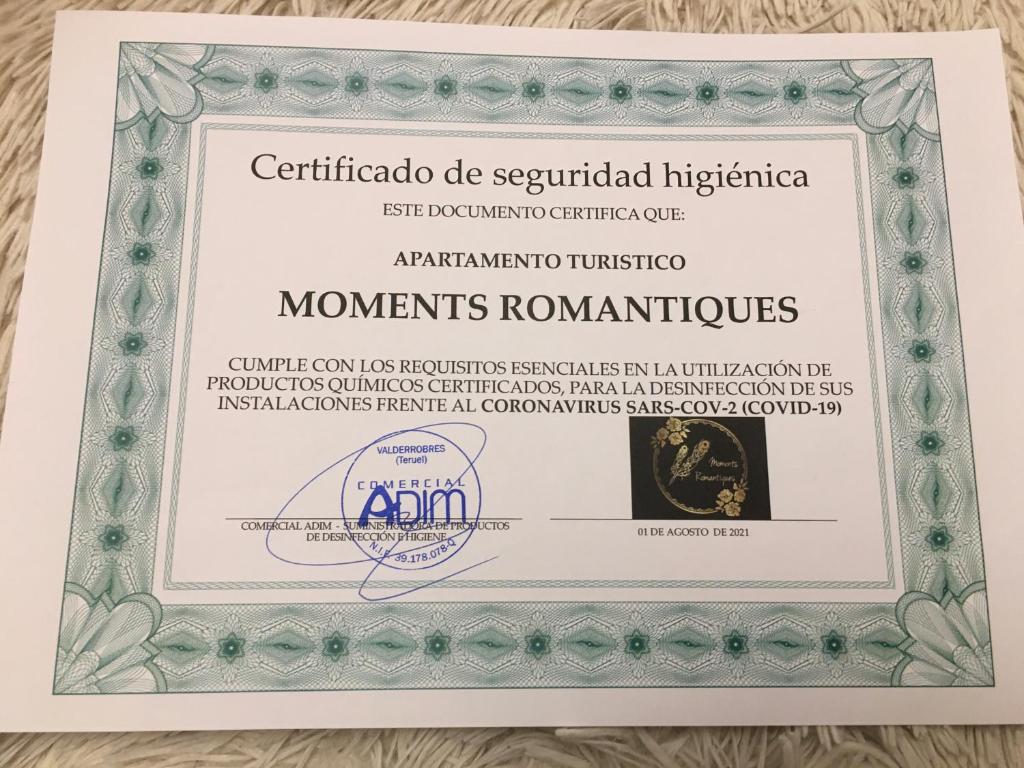 Certificado de seguridad higiénica
ESTE DOCUMENTO CERTIFICA QUE:
APARTAMENTO TURISTICO
MOMENTS ROMANTIQUES
CUMPLE CON LOS REQUISITOS ESENCIALES EN LA UTILIZACIÓN DE
PRODUCTOS QUÍMICOS CERTIFICADOS, PARA LA DESINFECCIÓN DE SUS
INSTALACIONES FRENTE AL CORONAVIRUS SARS-COV-2 (COVID-19)
VALDERROBRES
(Teruel)
COMERCIAL
ADIM
N.I.F. 39.178.078-Q
COMERCIAL ADIM - SUMINISTRADORA DE PRODUCTOS
DE DESINFECCIÓN E HIGIENE
Moments
Romantiques
01 DE AGOSTO DE 2021